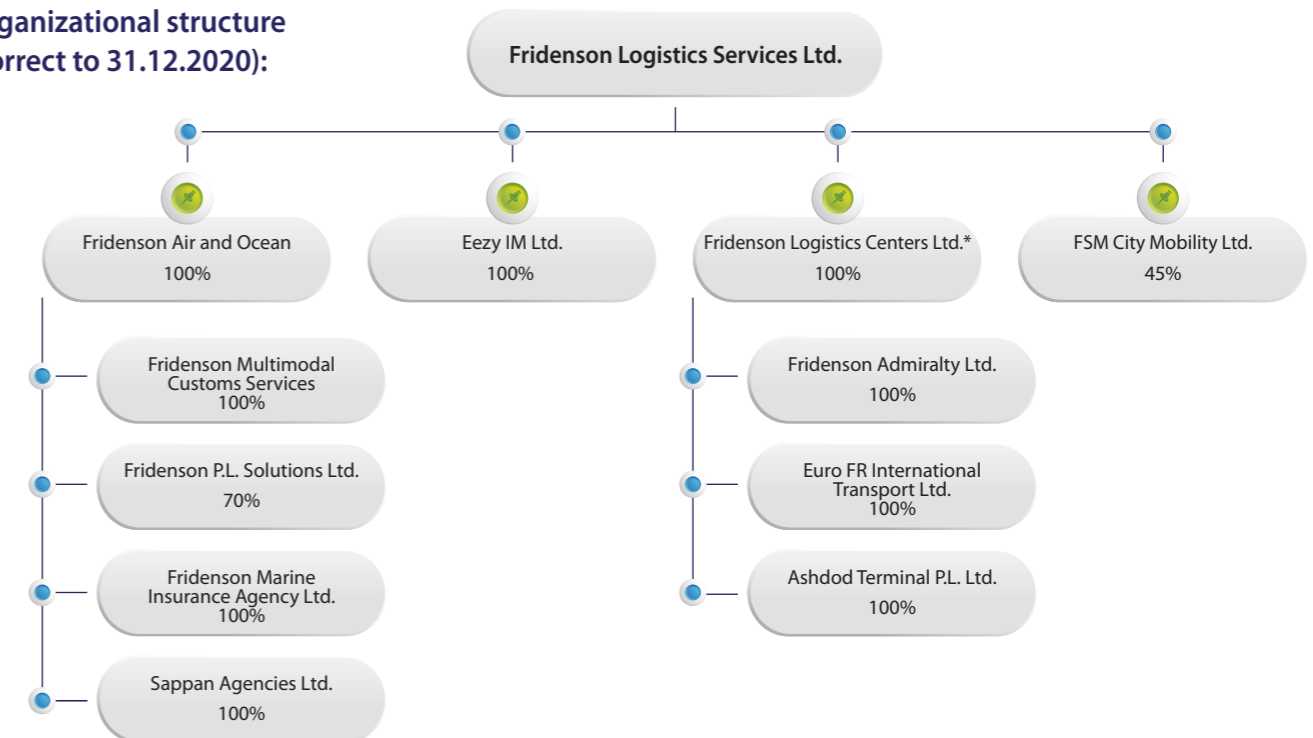 rganizational structure
orrect to 31.12.2020):
Fridenson Logistics Services Ltd.
Fridenson Air and Ocean
100%
Eezy IM Ltd.
100%
Fridenson Logistics Centers Ltd.*
100%
FSM City Mobility Ltd.
45%
Fridenson Multimodal
Customs Services
100%
Fridenson P.L. Solutions Ltd.
70%
Fridenson Marine
Insurance Agency Ltd.
100%
Sappan Agencies Ltd.
100%
Fridenson Admiralty Ltd.
100%
Euro FR International
Transport Ltd.
100%
Ashdod Terminal P.L. Ltd.
100%